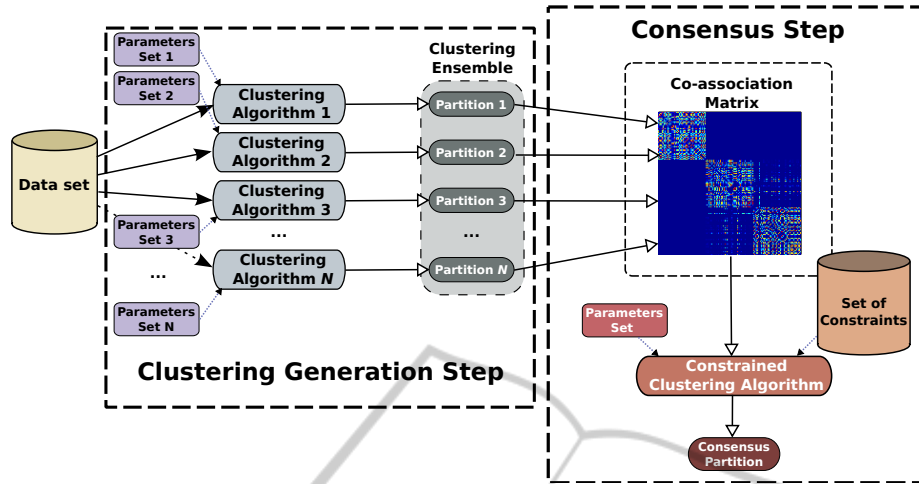 Consensus Step
Parameters
Set 1
Parameters
Set 2
Clustering
Ensemble
Clustering
Algorithm 1
Partition 1
Co-association
Matrix
Data set
Clustering
Algorithm 2
Partition 2
Clustering
Algorithm 3
Partition 3
Parameters
Set 3
...
...
...
Clustering
Algorithm N
Partition N
Parameters
Set N
Clustering Generation Step
Set of
Constraints
Parameters
Set
Constrained
Clustering Algorithm
Consensus
Partition